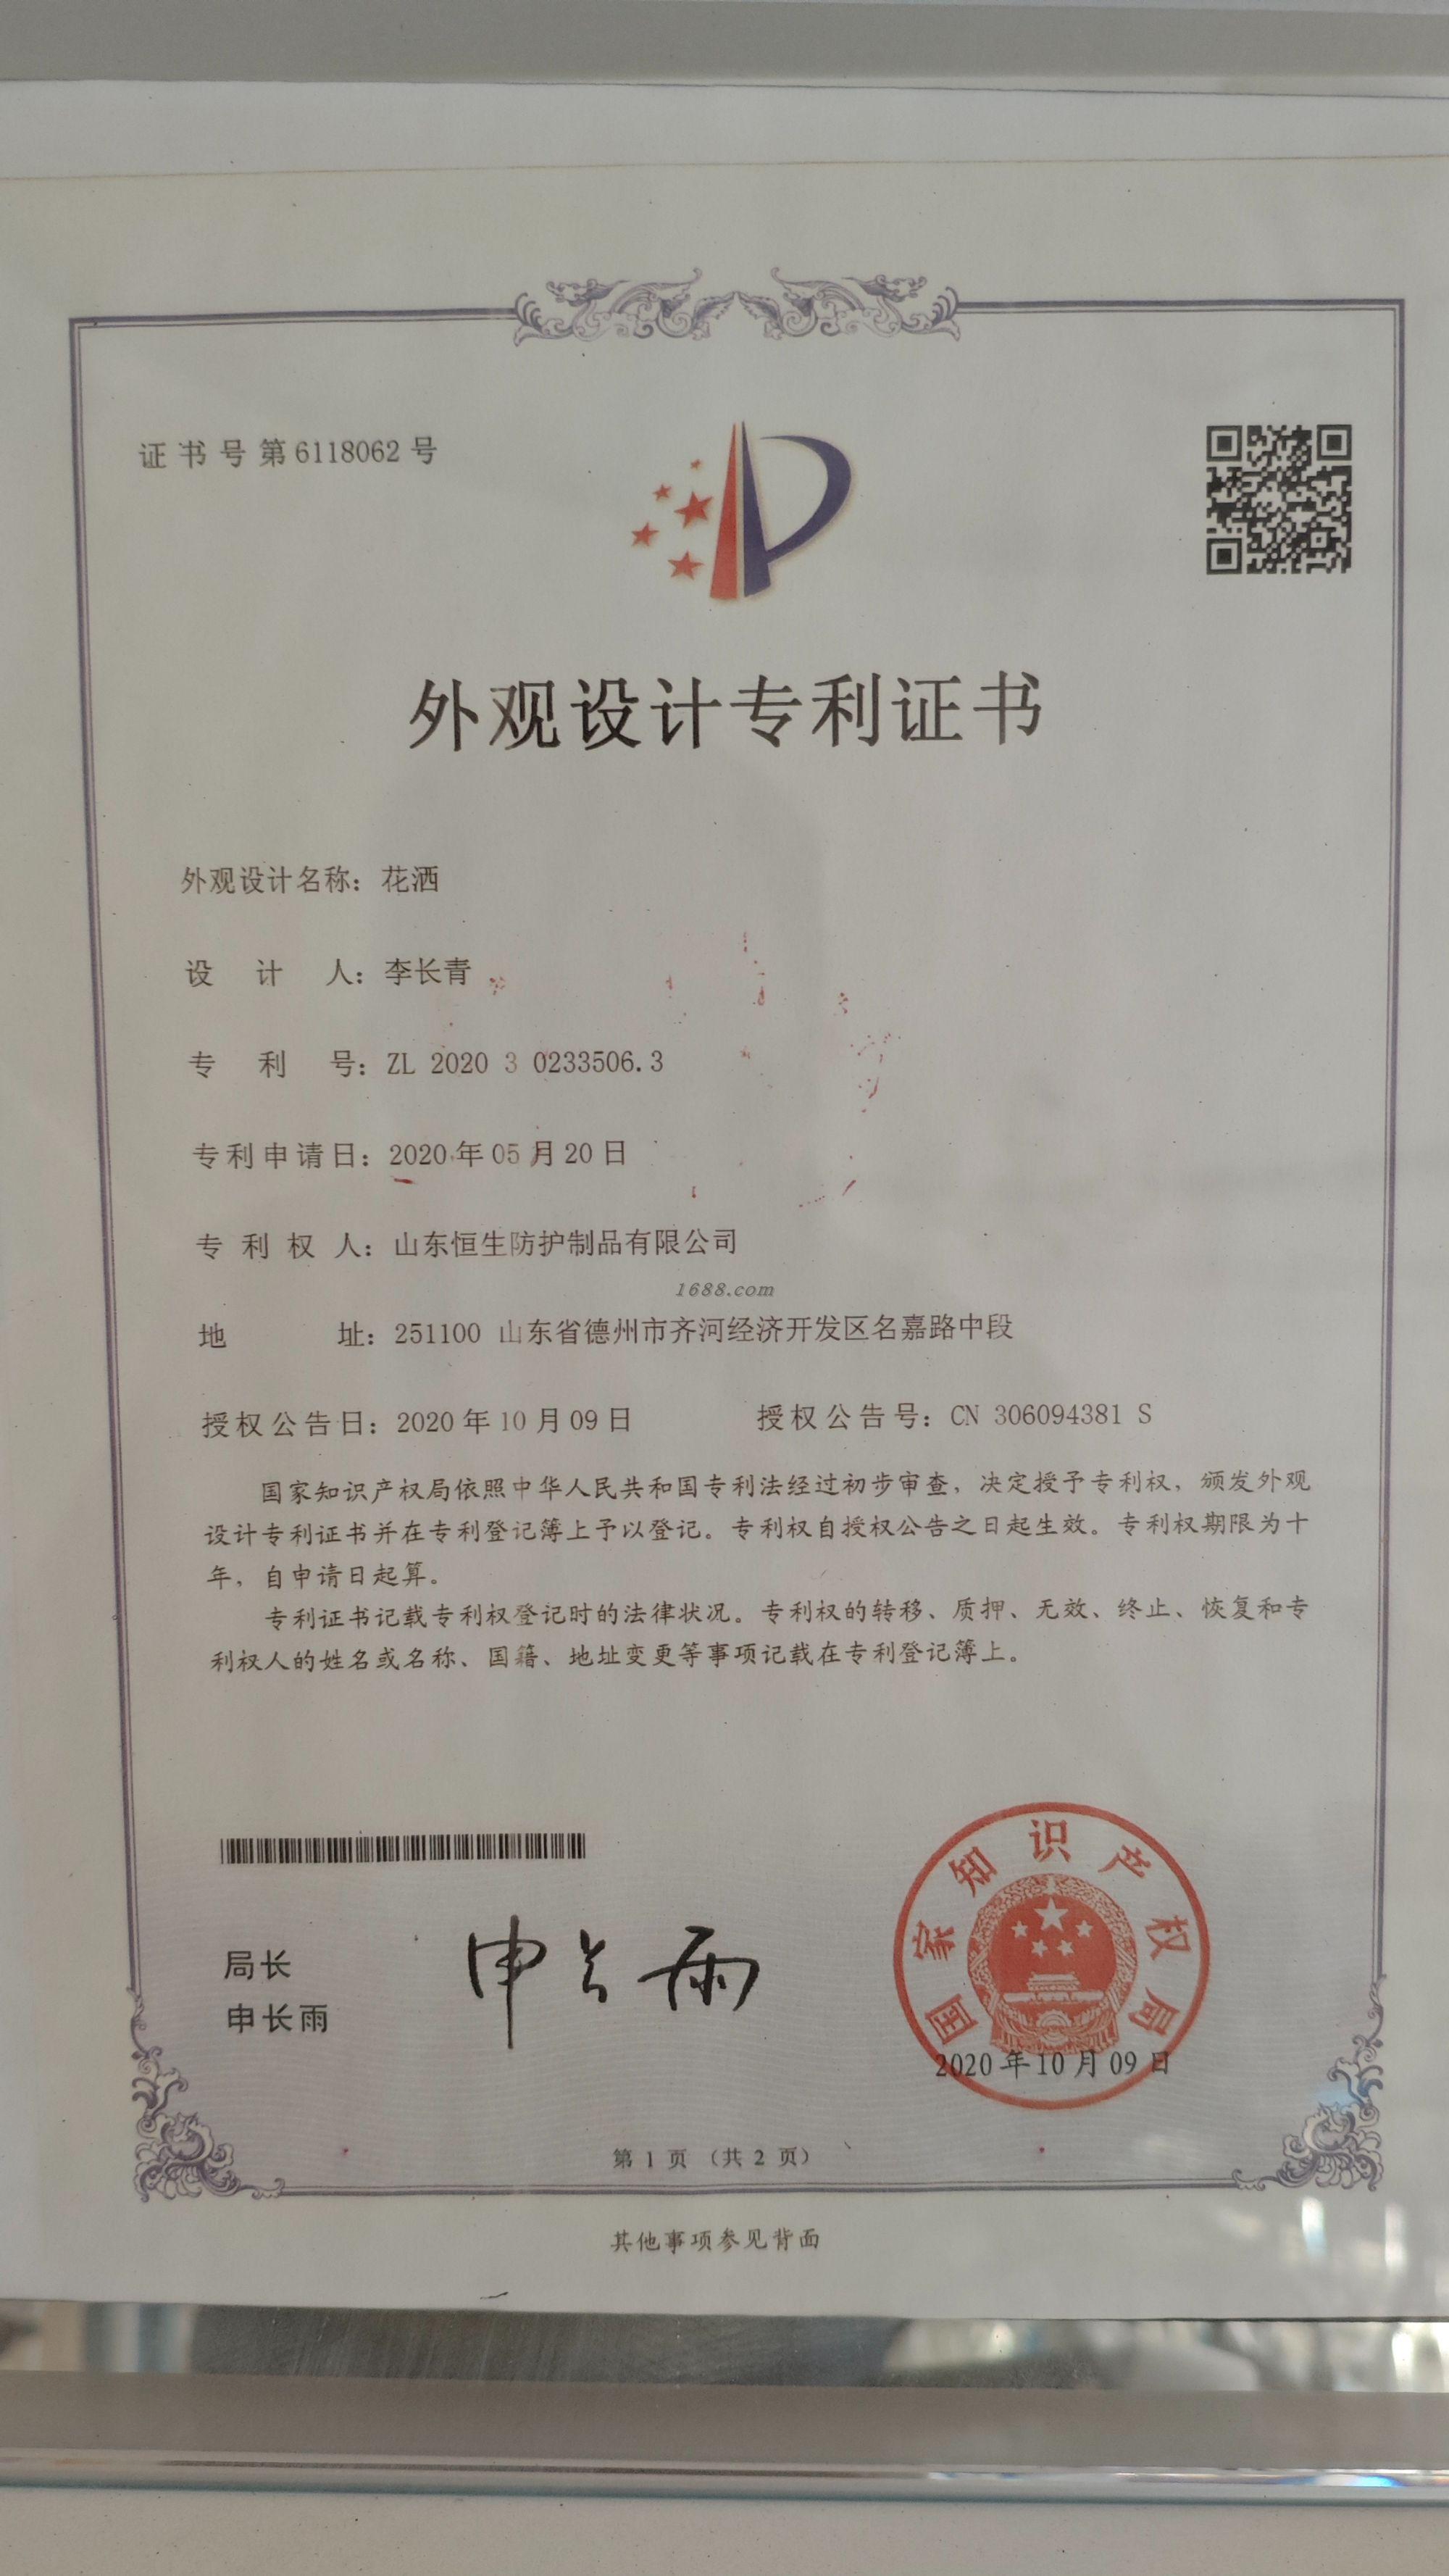 证书号第6118062号
外观设计专利证书
外观设计名称：花洒
设计人：李长青
专利号：ZL 2020 3 0233506.3
专利申请日：2020年05月20日
专利权人：山东恒生防护制品有限公司
1688.com
地址：251100 山东省德州市齐河经济开发区名嘉路中段
授权公告日：2020年10月09日 授权公告号：CN 306094381 S
国家知识产权局依照中华人民共和国专利法经过初步审查，决定授予专利权，颁发外观
设计专利证书并在专利登记簿上予以登记。专利权自授权公告之日起生效。专利权期限为十
年，自申请日起算。
专利证书记载专利权登记时的法律状况。专利权的转移、质押、无效、终止、恢复和专
利权人的姓名或名称、国籍、地址变更等事项记载在专利登记簿上。
局长
申长雨
申长雨
国家知识产权局
2020年10月09日
第 1 页 （共 2 页）
其他事项参见背面